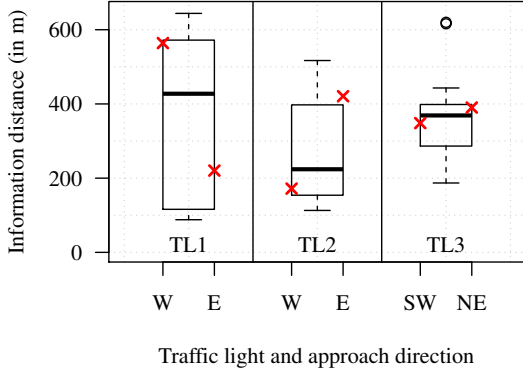 Information distance (in m)
600
400
200
0
TL1 TL2 TL3
W E W E SW NE
Traffic light and approach direction